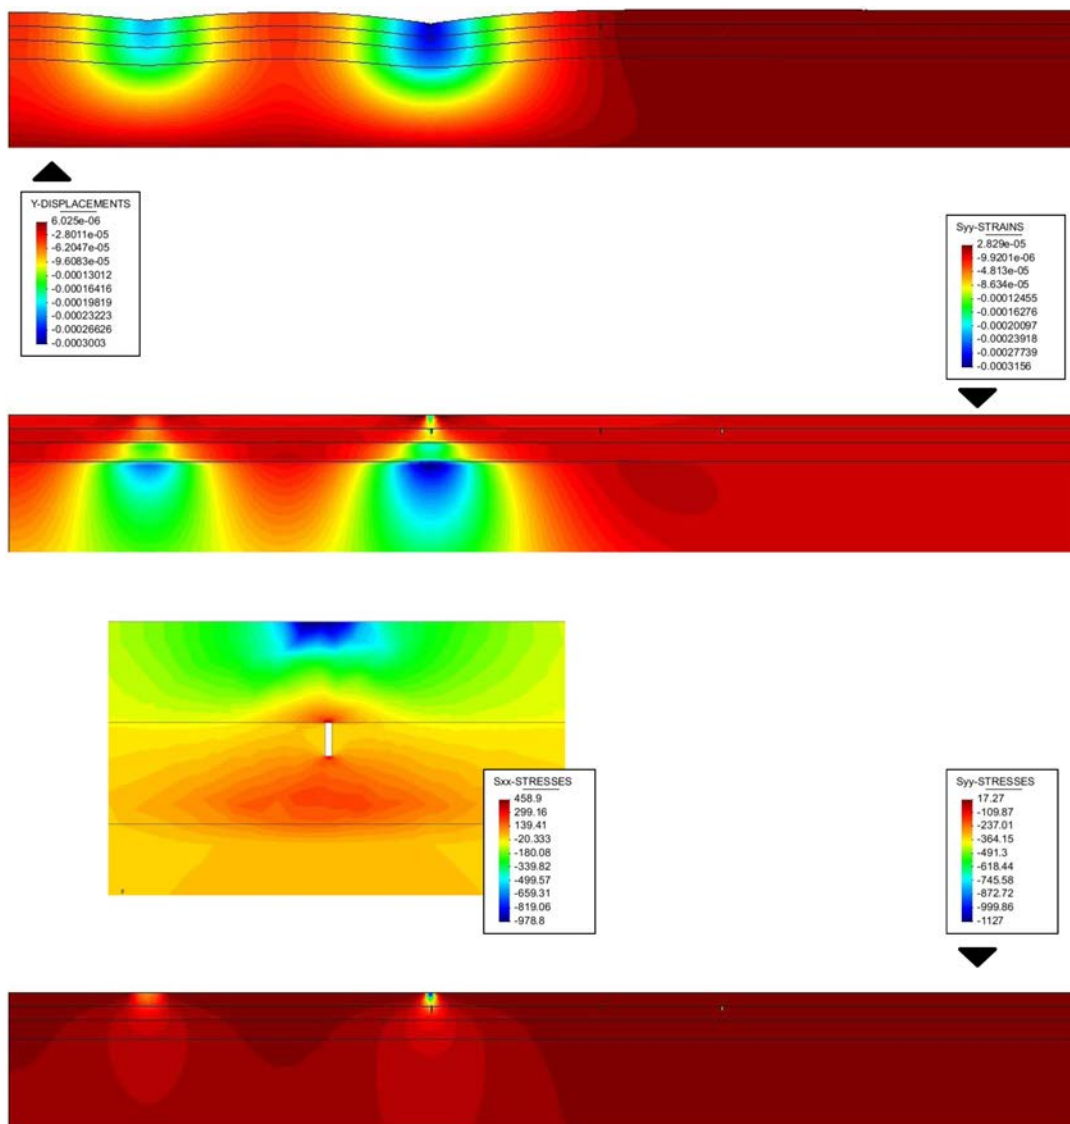 Y-DISPLACEMENTS
6.025e-06
-2.8011e-05
-6.2047e-05
-9.6083e-05
-0.00013012
-0.00016416
-0.00019819
-0.00023223
-0.00026626
-0.0003003
Syy-STRAINS
2.829e-05
-9.9201e-06
-4.813e-05
-8.634e-05
-0.00012455
-0.00016276
-0.00020097
-0.00023918
-0.00027739
-0.0003156
Sxx-STRESSES
458.9
299.16
139.41
-20.333
-180.08
-339.82
-499.57
-659.31
-819.06
-978.8
Syy-STRESSES
17.27
-109.87
-237.01
-364.15
-491.3
-618.44
-745.58
-872.72
-999.86
-1127